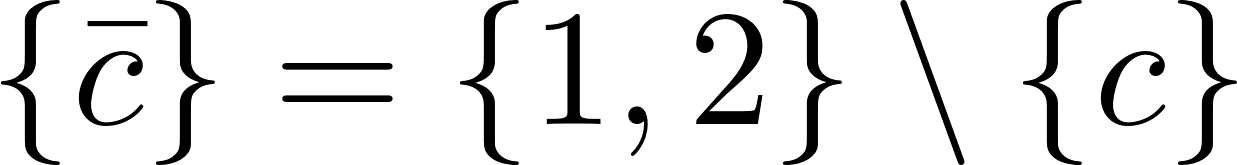 {c̄} = {1, 2} \ {c}